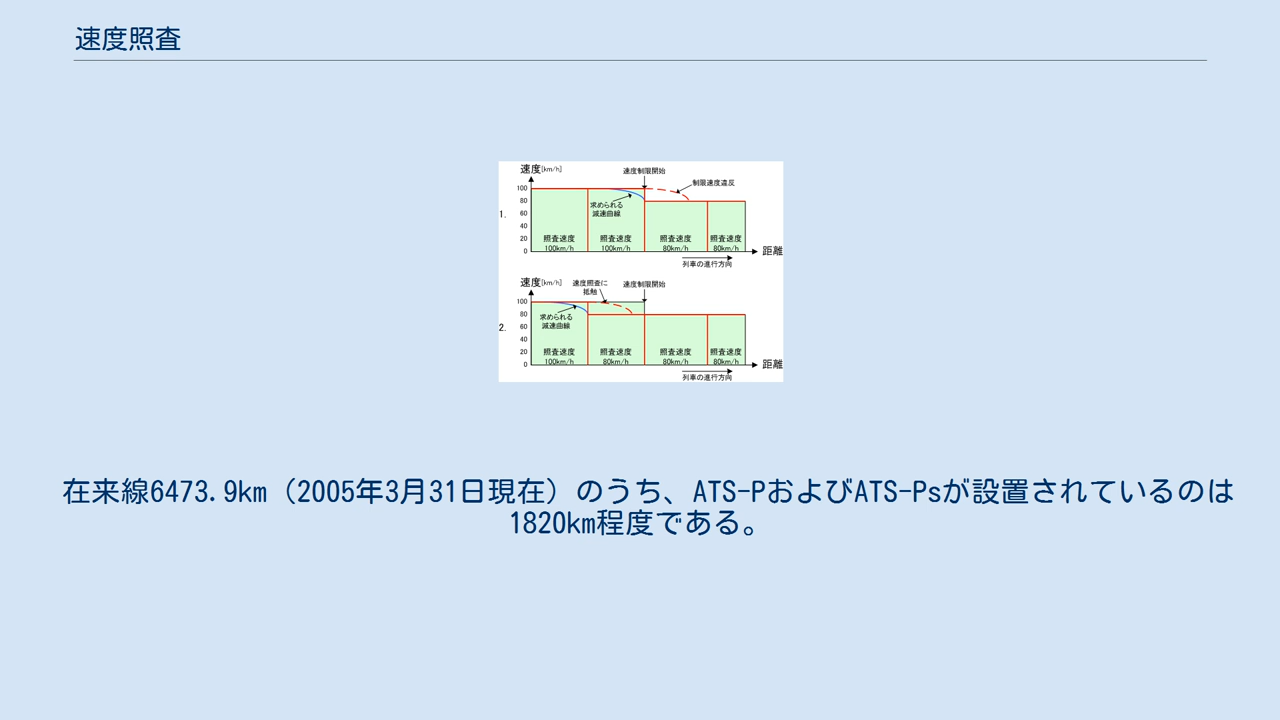 速度照査
速度[km/h]
速度制限開始
制限速度違反
100
80
60
40
20
0
1.
求められる
減速曲線
照査速度
100km/h
照査速度
100km/h
照査速度
80km/h
照査速度
80km/h
距離
列車の進行方向
速度[km/h]
速度照査に
抵触
速度制限開始
100
80
60
40
20
0
2.
求められる
減速曲線
照査速度
100km/h
照査速度
80km/h
照査速度
80km/h
照査速度
80km/h
距離
列車の進行方向
在来線6473.9km（2005年3月31日現在）のうち、ATS-PおよびATS-Psが設置されているのは
1820km程度である。